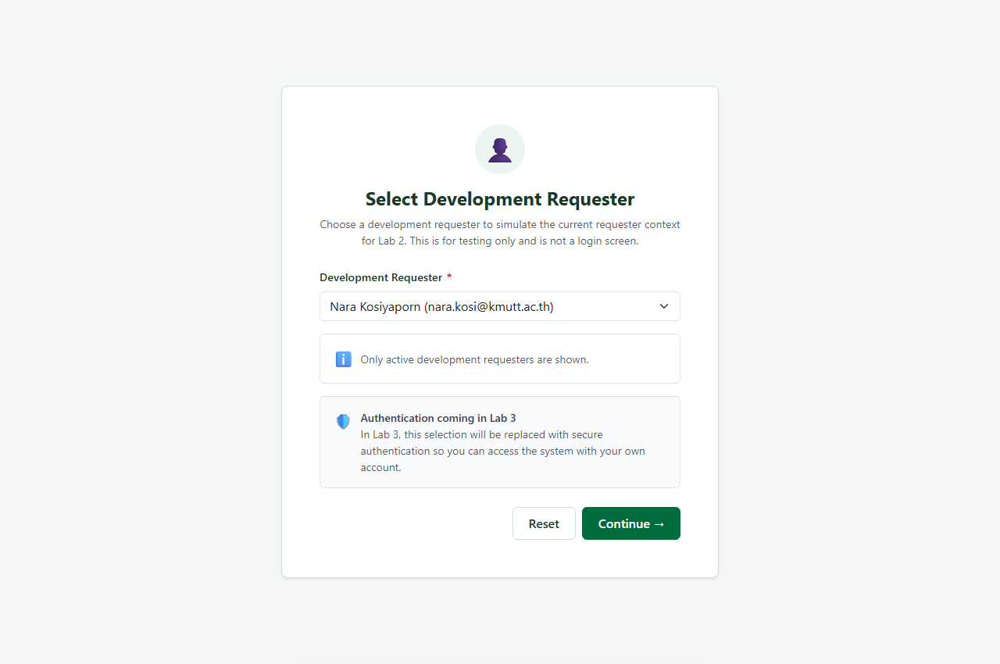 Select Development Requester
Choose a development requester to simulate the current requester context
for Lab 2. This is for testing only and is not a login screen.
Development Requester *
Nara Kosiyaporn (nara.kosi@kmutt.ac.th)
Only active development requesters are shown.
Authentication coming in Lab 3
In Lab 3, this selection will be replaced with secure
authentication so you can access the system with your own
account.
Reset
Continue →